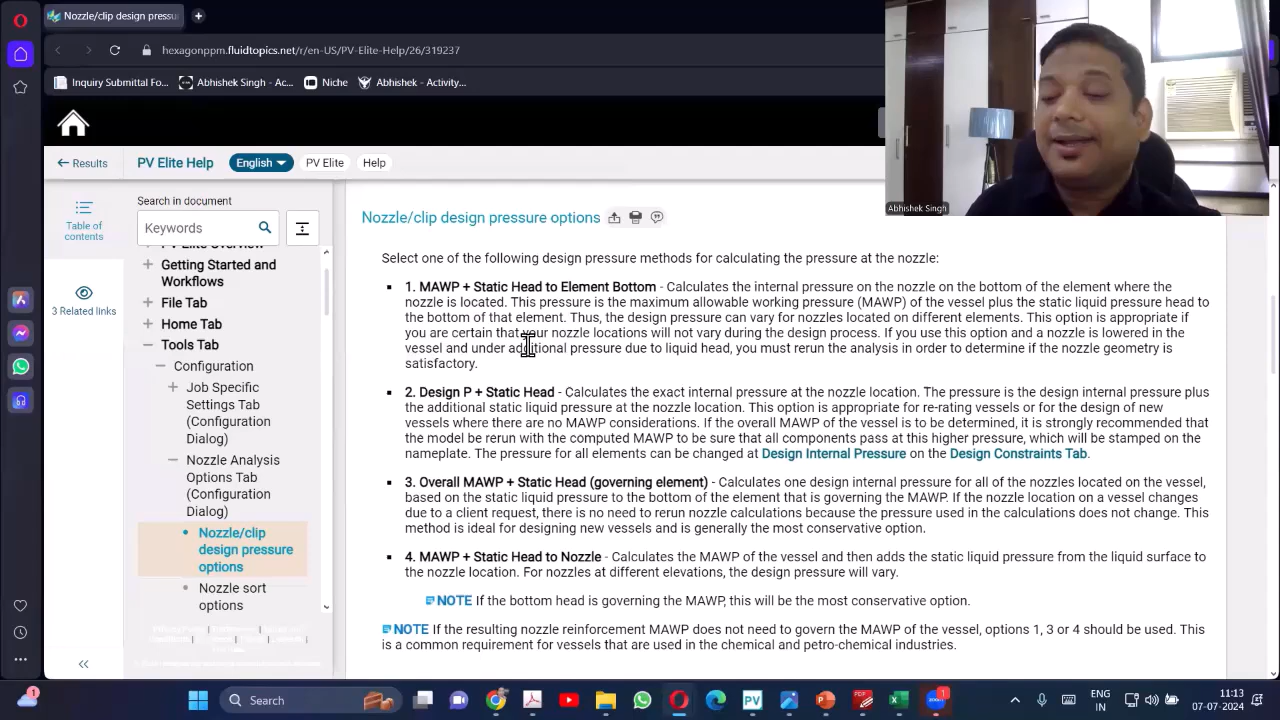 Nozzle/clip design pressu
hexagonppm.fluidtopics.net/r/en-US/PV-Elite-Help/26/319237
Inquiry Submittal Fo...
Abhishek Singh - Ac...
Niche
Abhishek - Activity...
Abhishek Singh
Results
PV Elite Help
English
PV Elite
Help
Table of
contents
3 Related links
Search in document
Keywords
Getting Started and
Workflows
File Tab
Home Tab
Tools Tab
Configuration
Job Specific
Settings Tab
(Configuration
Dialog)
Nozzle Analysis
Options Tab
(Configuration
Dialog)
Nozzle/clip
design pressure
options
Nozzle sort
options
Nozzle/clip design pressure options
Select one of the following design pressure methods for calculating the pressure at the nozzle:
1. MAWP + Static Head to Element Bottom - Calculates the internal pressure on the nozzle on the bottom of the element where the
nozzle is located. This pressure is the maximum allowable working pressure (MAWP) of the vessel plus the static liquid pressure head to
the bottom of that element. Thus, the design pressure can vary for nozzles located on different elements. This option is appropriate if
you are certain that your nozzle locations will not vary during the design process. If you use this option and a nozzle is lowered in the
vessel and under additional pressure due to liquid head, you must rerun the analysis in order to determine if the nozzle geometry is
satisfactory.
2. Design P + Static Head - Calculates the exact internal pressure at the nozzle location. The pressure is the design internal pressure plus
the additional static liquid pressure at the nozzle location. This option is appropriate for re-rating vessels or for the design of new
vessels where there are no MAWP considerations. If the overall MAWP of the vessel is to be determined, it is strongly recommended that
the model be rerun with the computed MAWP to be sure that all components pass at this higher pressure, which will be stamped on the
nameplate. The pressure for all elements can be changed at Design Internal Pressure on the Design Constraints Tab.
3. Overall MAWP + Static Head (governing element) - Calculates one design internal pressure for all of the nozzles located on the vessel,
based on the static liquid pressure to the bottom of the element that is governing the MAWP. If the nozzle location on a vessel changes
due to a client request, there is no need to rerun nozzle calculations because the pressure used in the calculations does not change. This
method is ideal for designing new vessels and is generally the most conservative option.
4. MAWP + Static Head to Nozzle - Calculates the MAWP of the vessel and then adds the static liquid pressure from the liquid surface to
the nozzle location. For nozzles at different elevations, the design pressure will vary.
NOTE If the bottom head is governing the MAWP, this will be the most conservative option.
NOTE If the resulting nozzle reinforcement MAWP does not need to govern the MAWP of the vessel, options 1, 3 or 4 should be used. This
is a common requirement for vessels that are used in the chemical and petro-chemical industries.
Search
ENG
IN
11:13
07-07-2024